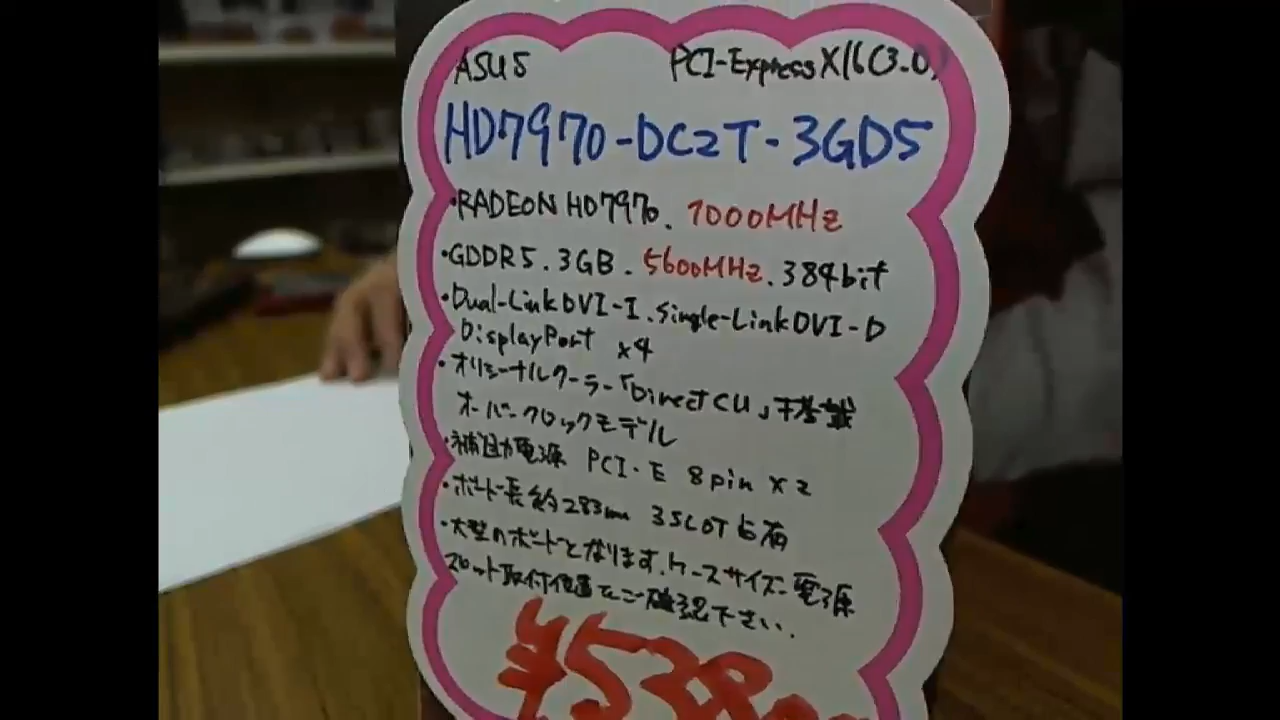 ASUS PCI-Express X16(3.0)
HD7970-DC2T-3GD5
・RADEON HD7970. 1000MHz
・GDDR5.3GB.5600MHz.384bit
・Dual-LinkDVI-I.Single-LinkDVI-D
DisplayPort x4
・オリジナルクーラー「DirectCU」搭載
オーバークロックモデル
・補助電源 PCI-E 8pin x2
・ボード長約283mm 3SLOT占有
・大型のボードとなります.ケースサイズ・電源
スロット取付位置をご確認下さい.
¥538